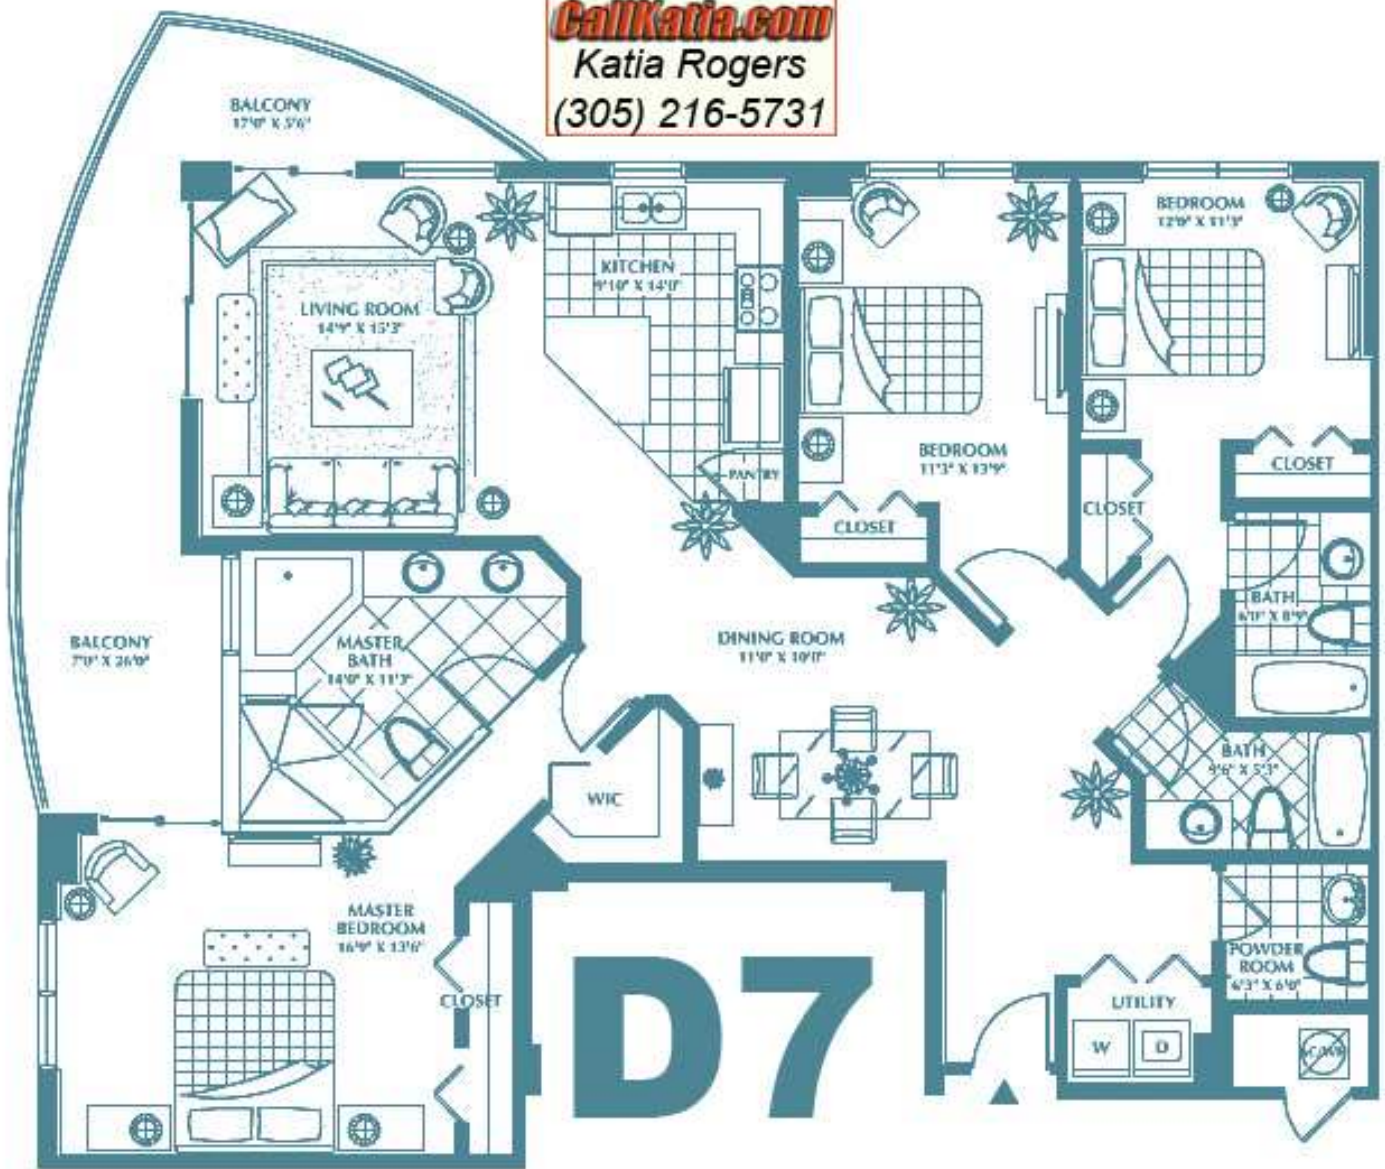 CallKatia.com
Katia Rogers
(305) 216-5731
BALCONY
17'0" X 5'6"
BEDROOM
12'0" X 11'3"
KITCHEN
9'10" X 14'0"
LIVING ROOM
14'9" X 15'3"
BEDROOM
11'3" X 13'9"
PANTRY
CLOSET
CLOSET
CLOSET
BATH
6'0" X 8'9"
BALCONY
7'0" X 26'0"
MASTER
BATH
14'0" X 11'3"
DINING ROOM
11'0" X 10'0"
BATH
9'6" X 5'3"
WIC
MASTER
BEDROOM
16'9" X 13'6"
CLOSET
POWDER
ROOM
6'3" X 6'0"
UTILITY
W
D
D7